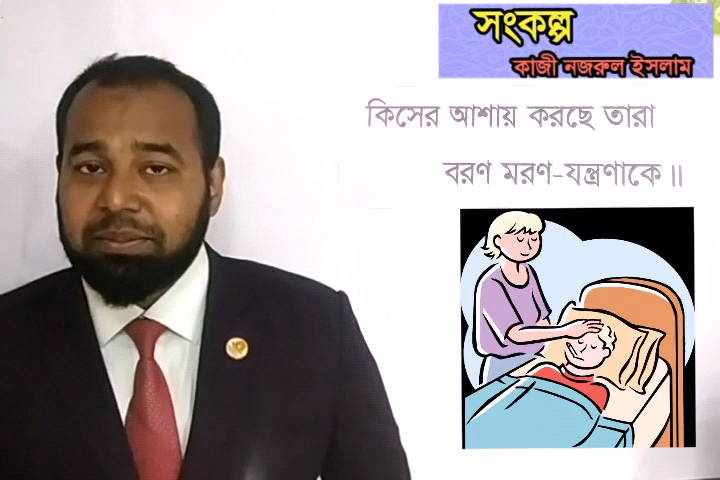 সংকল্প
কাজী নজরুল ইসলাম
কিসের আশায় করছে তারা
বরণ মরণ-যন্ত্রণাকে॥